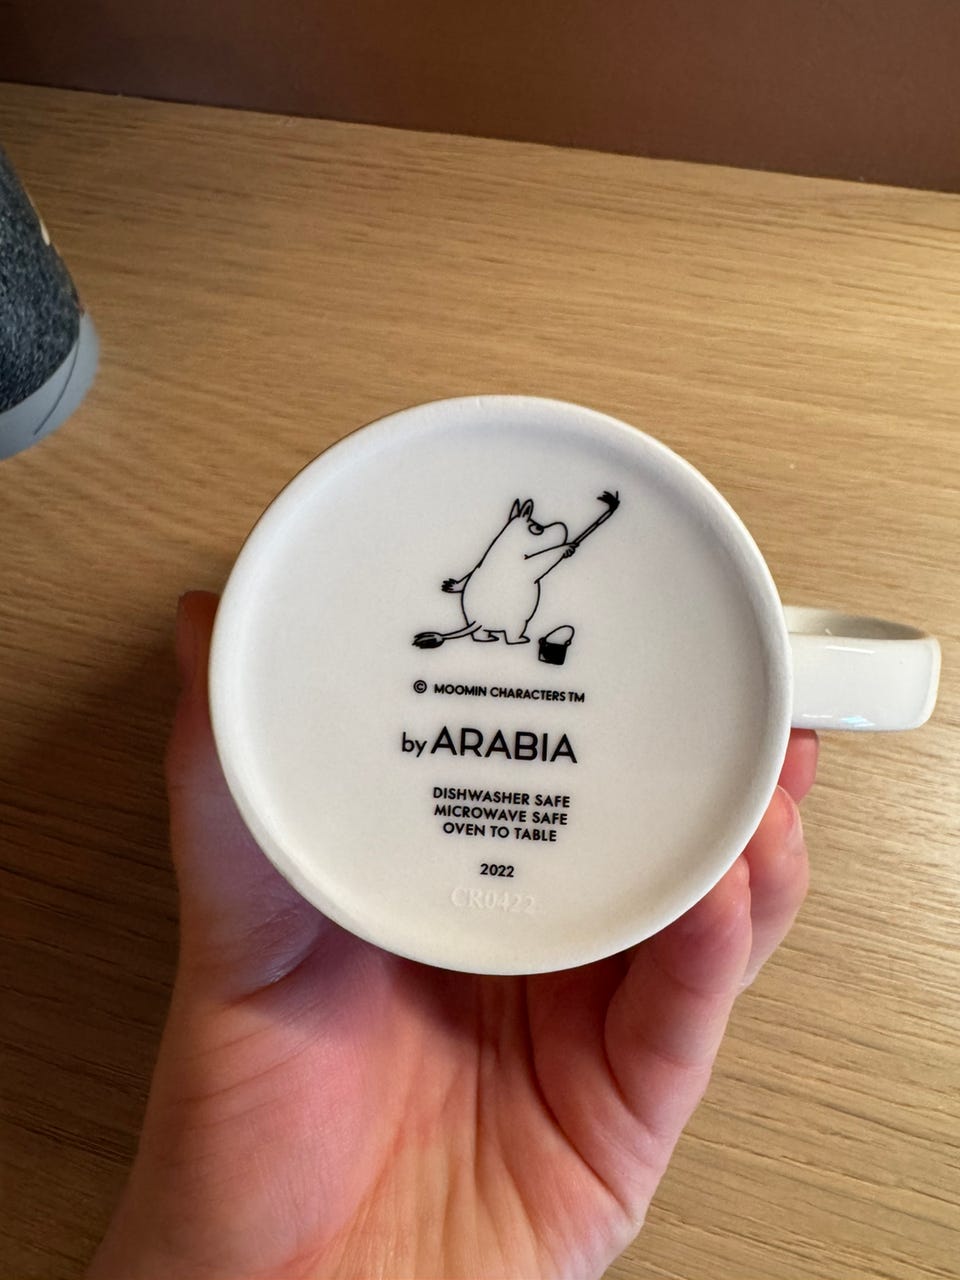 © MOOMIN CHARACTERS TM
by ARABIA
DISHWASHER SAFE
MICROWAVE SAFE
OVEN TO TABLE
2022
CR0422